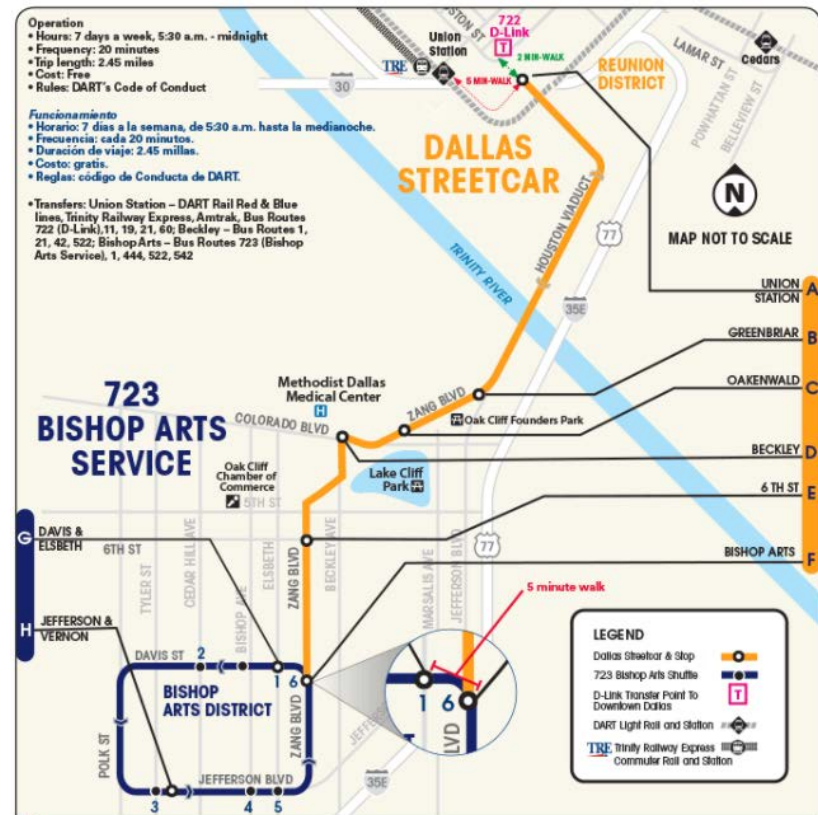 Operation
• Hours: 7 days a week, 5:30 a.m. - midnight
• Frequency: 20 minutes
• Trip length: 2.45 miles
• Cost: Free
• Rules: DART's Code of Conduct
Funcionamiento
• Horario: 7 días a la semana, de 5:30 a.m. hasta la medianoche.
• Frecuencia: cada 20 minutos.
• Duración de viaje: 2.45 millas.
• Costo: gratis.
• Reglas: código de Conducta de DART.
• Transfers: Union Station – DART Rail Red & Blue
lines, Trinity Railway Express, Amtrak, Bus Routes
722 (D-Link),11, 19, 21, 60; Beckley – Bus Routes 1,
21, 42, 522; Bishop Arts – Bus Routes 723 (Bishop
Arts Service), 1, 444, 522, 542
722
D-Link
T
Union
Station
TRE
2 MIN-WALK
5 MIN-WALK
30
REUNION
DISTRICT
LAMAR ST
Cedars
POWHATTAN ST
BELLEVIEW ST
DALLAS
STREETCAR
N
MAP NOT TO SCALE
HOUSTON VIADUCT
77
TRINITY RIVER
35E
UNION
STATION
A
GREENBRIAR
B
OAKENWALD
C
BECKLEY
D
6 TH ST
E
BISHOP ARTS
F
723
BISHOP ARTS
SERVICE
Methodist Dallas
Medical Center
H
COLORADO BLVD
ZANG BLVD
Oak Cliff Founders Park
Oak Cliff
Chamber of
Commerce
5TH ST
Lake Cliff
Park
G
DAVIS &
ELSBETH
6TH ST
H
JEFFERSON &
VERNON
TYLER ST
CEDAR HILL AVE
BISHOP AVE
ELSBETH
ZANG BLVD
BECKLEY AVE
MARSALIS AVE
JEFFERSON BLVD
77
5 minute walk
DAVIS ST
2
1
6
BISHOP
ARTS DISTRICT
POLK ST
ZANG BLVD
JEFFERSON BLVD
3
4
5
35E
1
6
LVD
LEGEND
Dallas Streetcar & Stop
723 Bishop Arts Shuttle
D-Link Transfer Point To
Downtown Dallas
T
DART Light Rail and Station
TRE Trinity Railway Express
Commuter Rail and Station